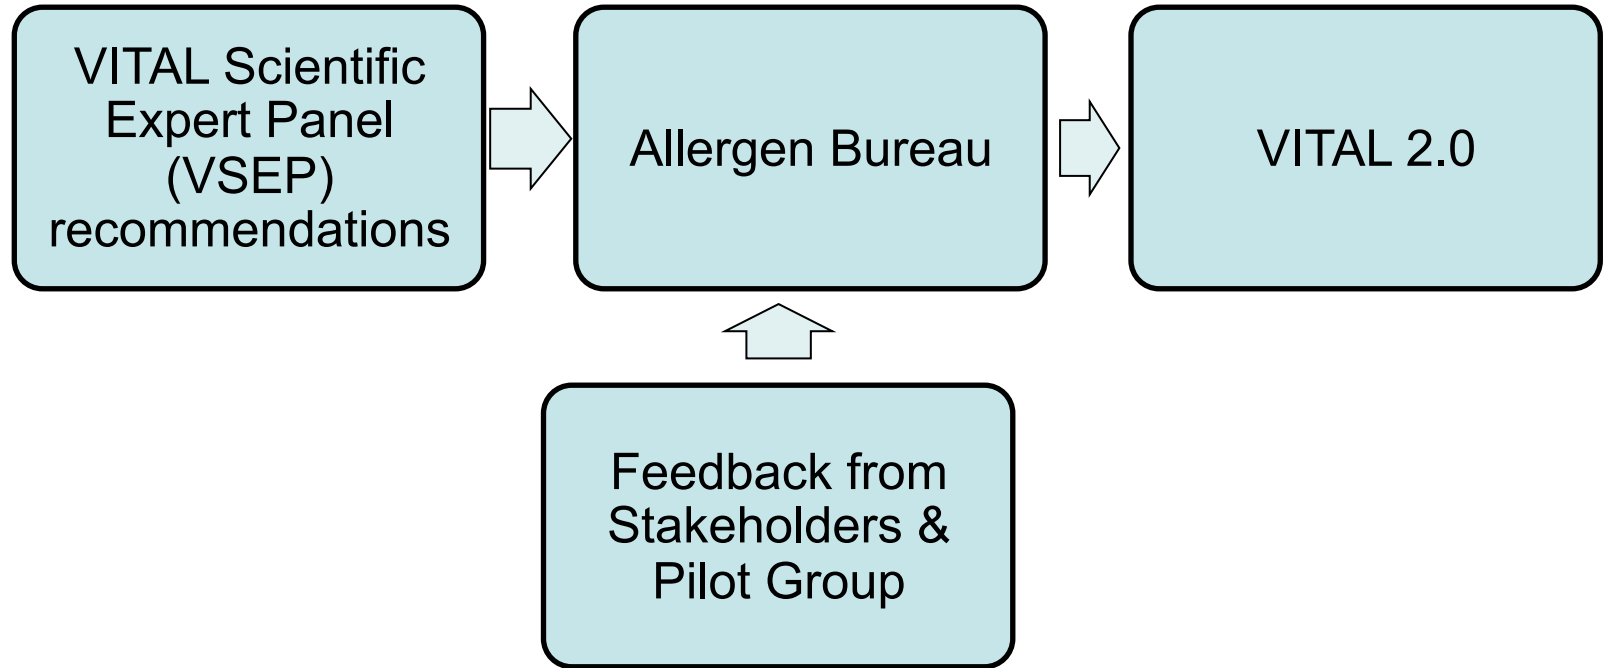 VITAL Scientific
Expert Panel
(VSEP)
recommendations
Allergen Bureau
VITAL 2.0
Feedback from
Stakeholders &
Pilot Group